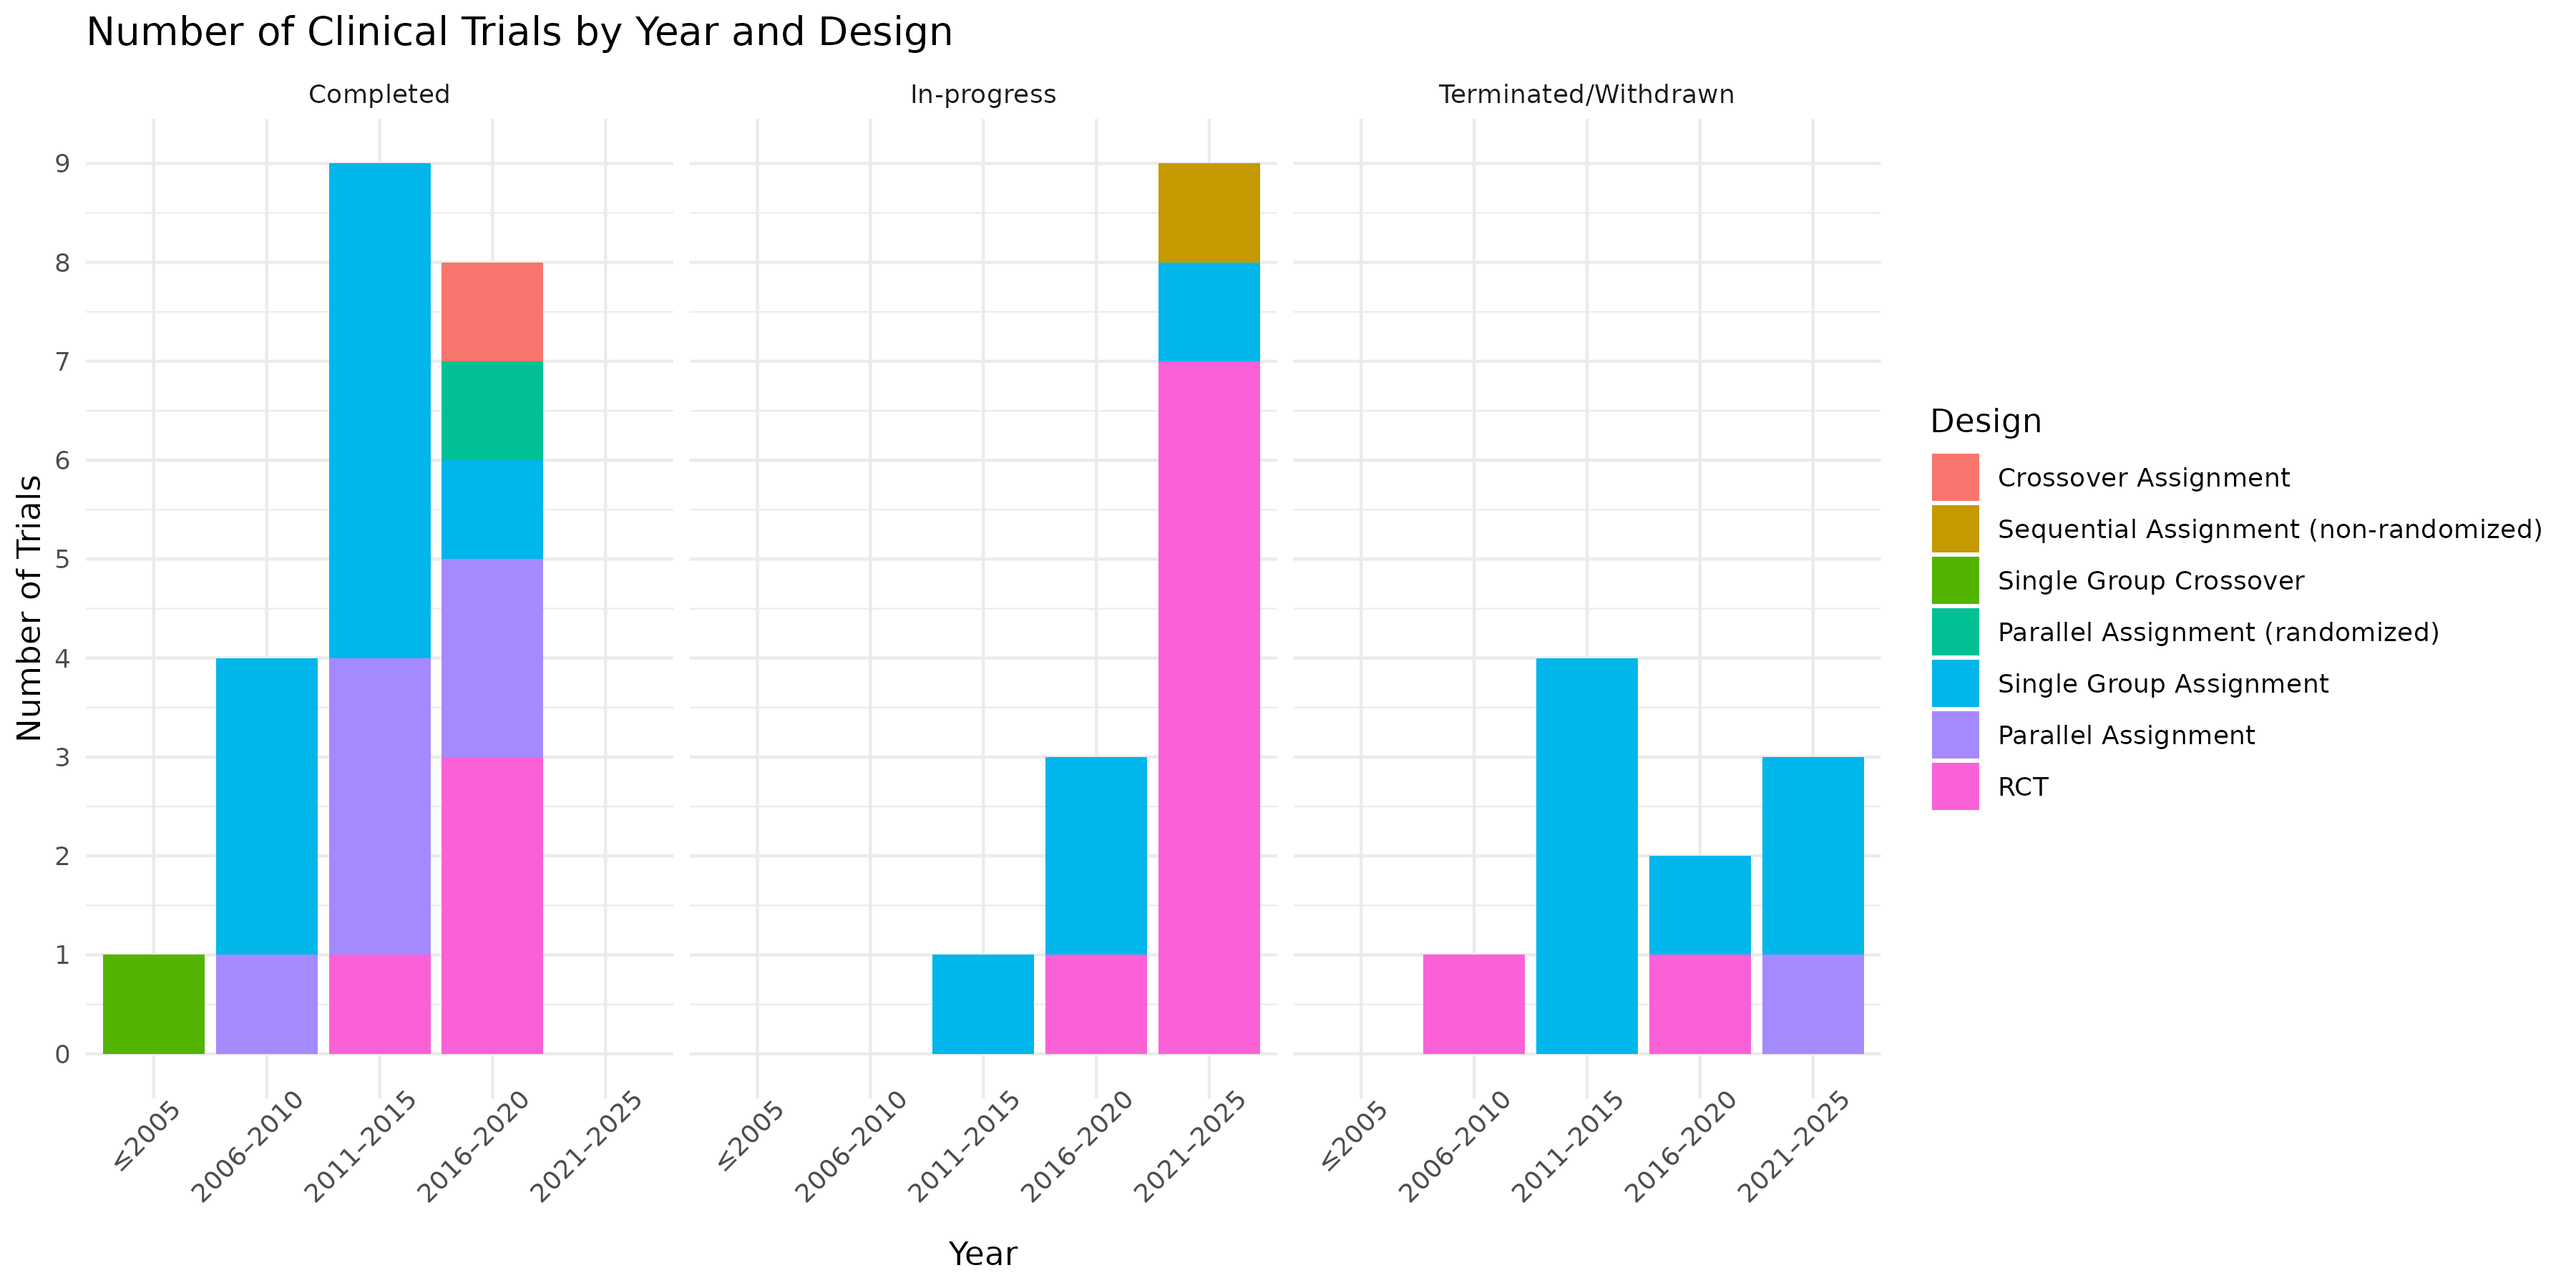 Number of Clinical Trials by Year and Design
Completed
In-progress
Terminated/Withdrawn
Number of Trials
9
8
7
6
5
4
3
2
1
0
≤2005
2006–2010
2011–2015
2016–2020
2021–2025
≤2005
2006–2010
2011–2015
2016–2020
2021–2025
≤2005
2006–2010
2011–2015
2016–2020
2021–2025
Year
Design
Crossover Assignment
Sequential Assignment (non-randomized)
Single Group Crossover
Parallel Assignment (randomized)
Single Group Assignment
Parallel Assignment
RCT